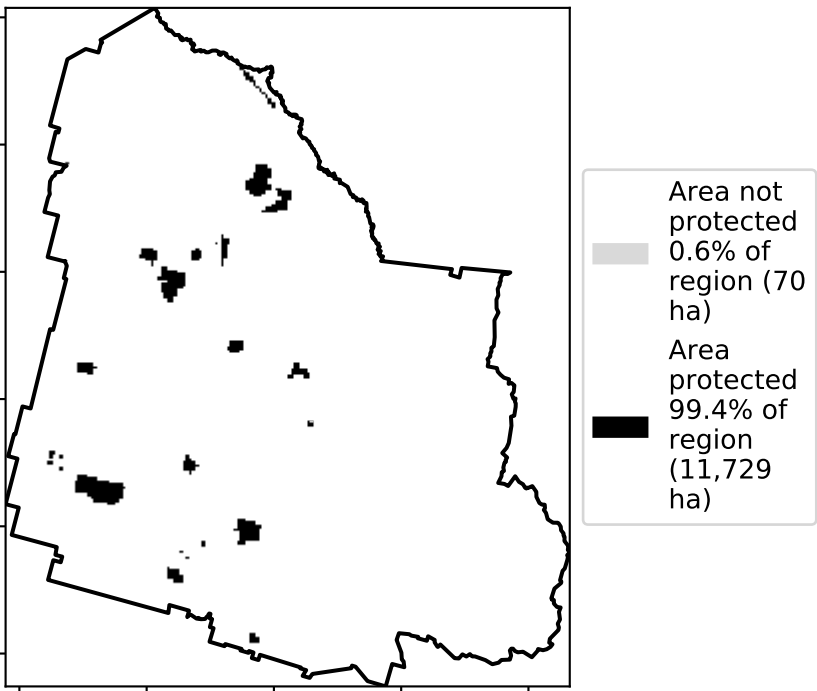 Area not
protected
0.6% of
region (70
ha)
Area
protected
99.4% of
region
(11,729
ha)